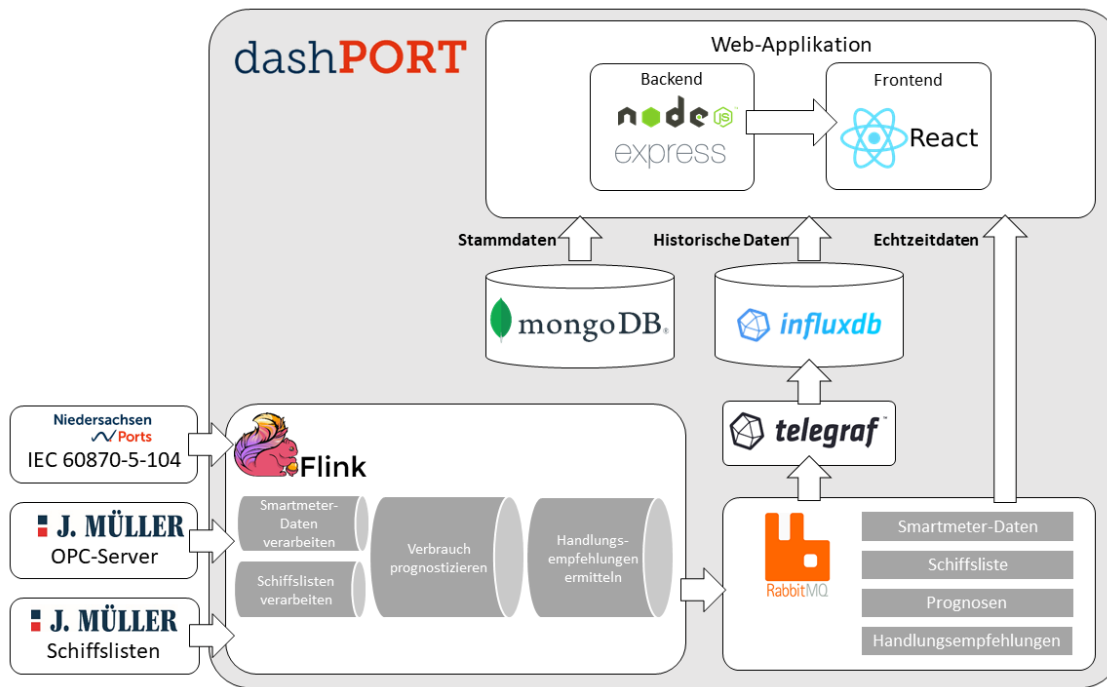 dashPORT
Web-Applikation
Backend
node
JS
express
Frontend
React
Stammdaten
Historische Daten
Echtzeitdaten
mongoDB®
influxdb
telegraf™
Niedersachsen
Ports
IEC 60870-5-104
J. MÜLLER
OPC-Server
J. MÜLLER
Schiffslisten
Flink
Smartmeter-
Daten
verarbeiten
Schiffslisten
verarbeiten
Verbrauch
prognostizieren
Handlungs-
empfehlungen
ermitteln
RabbitMQ
Smartmeter-Daten
Schiffsliste
Prognosen
Handlungsempfehlungen